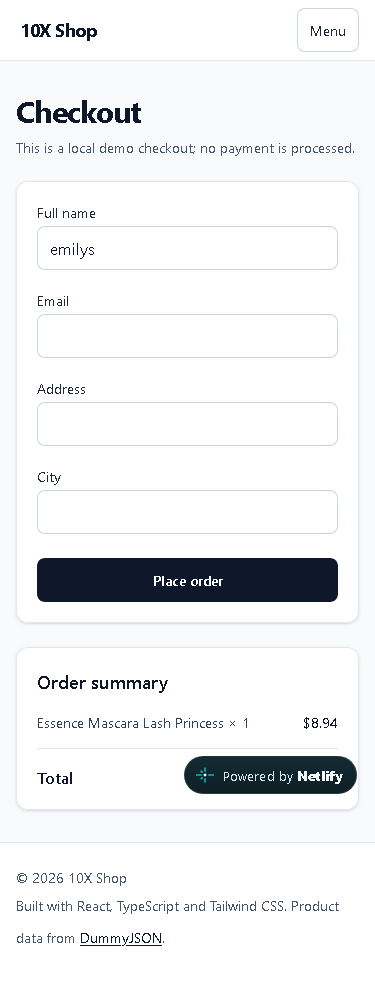 10X Shop
Menu
Checkout
This is a local demo checkout; no payment is processed.
Full name
emilys
Email
Address
City
Place order
Order summary
Essence Mascara Lash Princess × 1 $8.94
Total
Powered by Netlify
© 2026 10X Shop
Built with React, TypeScript and Tailwind CSS. Product
data from DummyJSON.